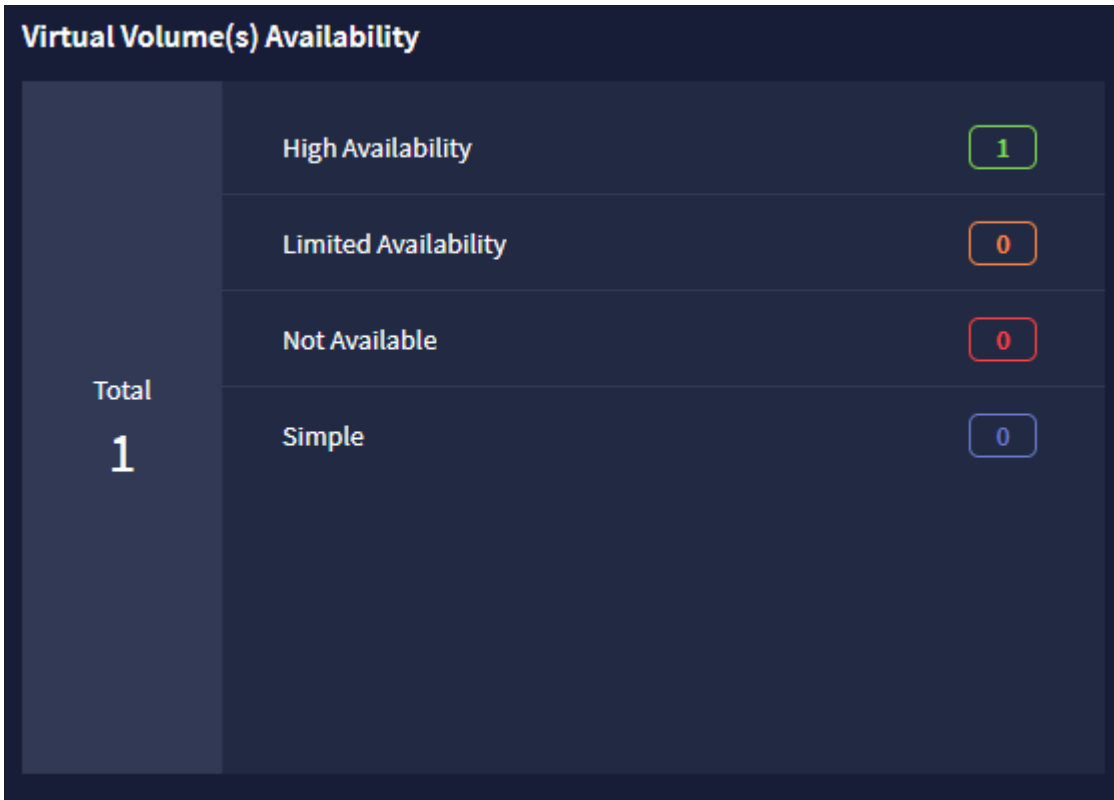 Virtual Volume(s) Availability
Total
1
High Availability 1
Limited Availability 0
Not Available 0
Simple 0